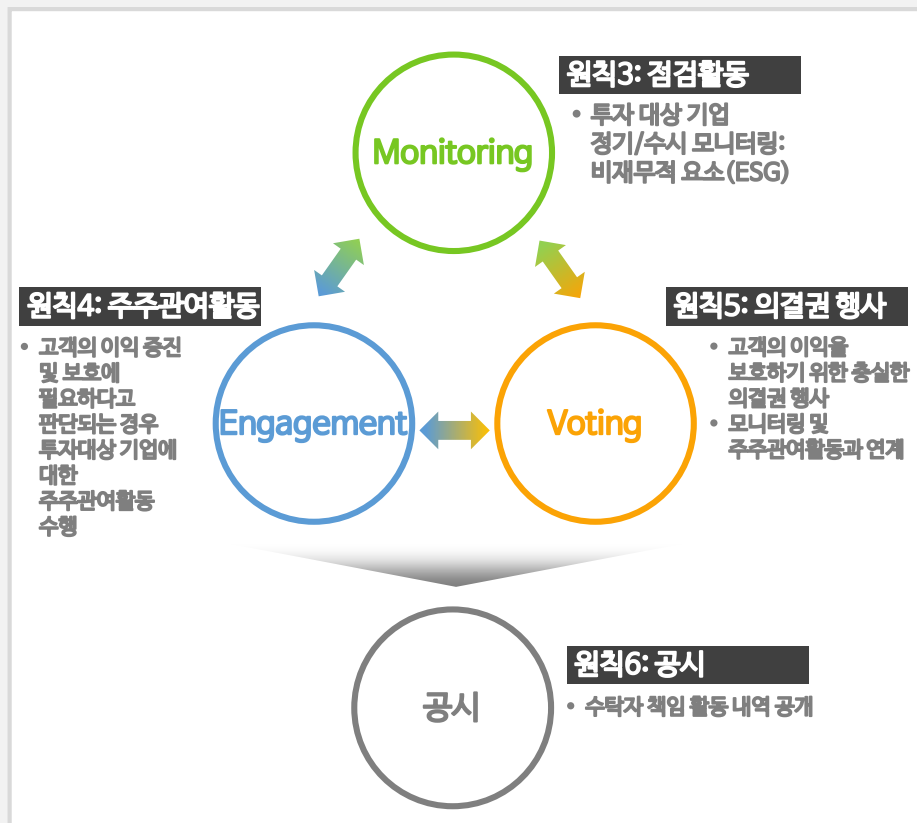 원칙3: 점검활동
• 투자 대상 기업
정기/수시 모니터링:
비재무적 요소(ESG)
Monitoring
원칙4: 주주관여활동
• 고객의 이익 증진
및 보호에
필요하다고
판단되는 경우
투자대상 기업에
대한
주주관여활동
수행
Engagement
원칙5: 의결권 행사
• 고객의 이익을
보호하기 위한 충실한
의결권 행사
• 모니터링 및
주주관여활동과 연계
Voting
공시
원칙6: 공시
• 수탁자 책임 활동 내역 공개